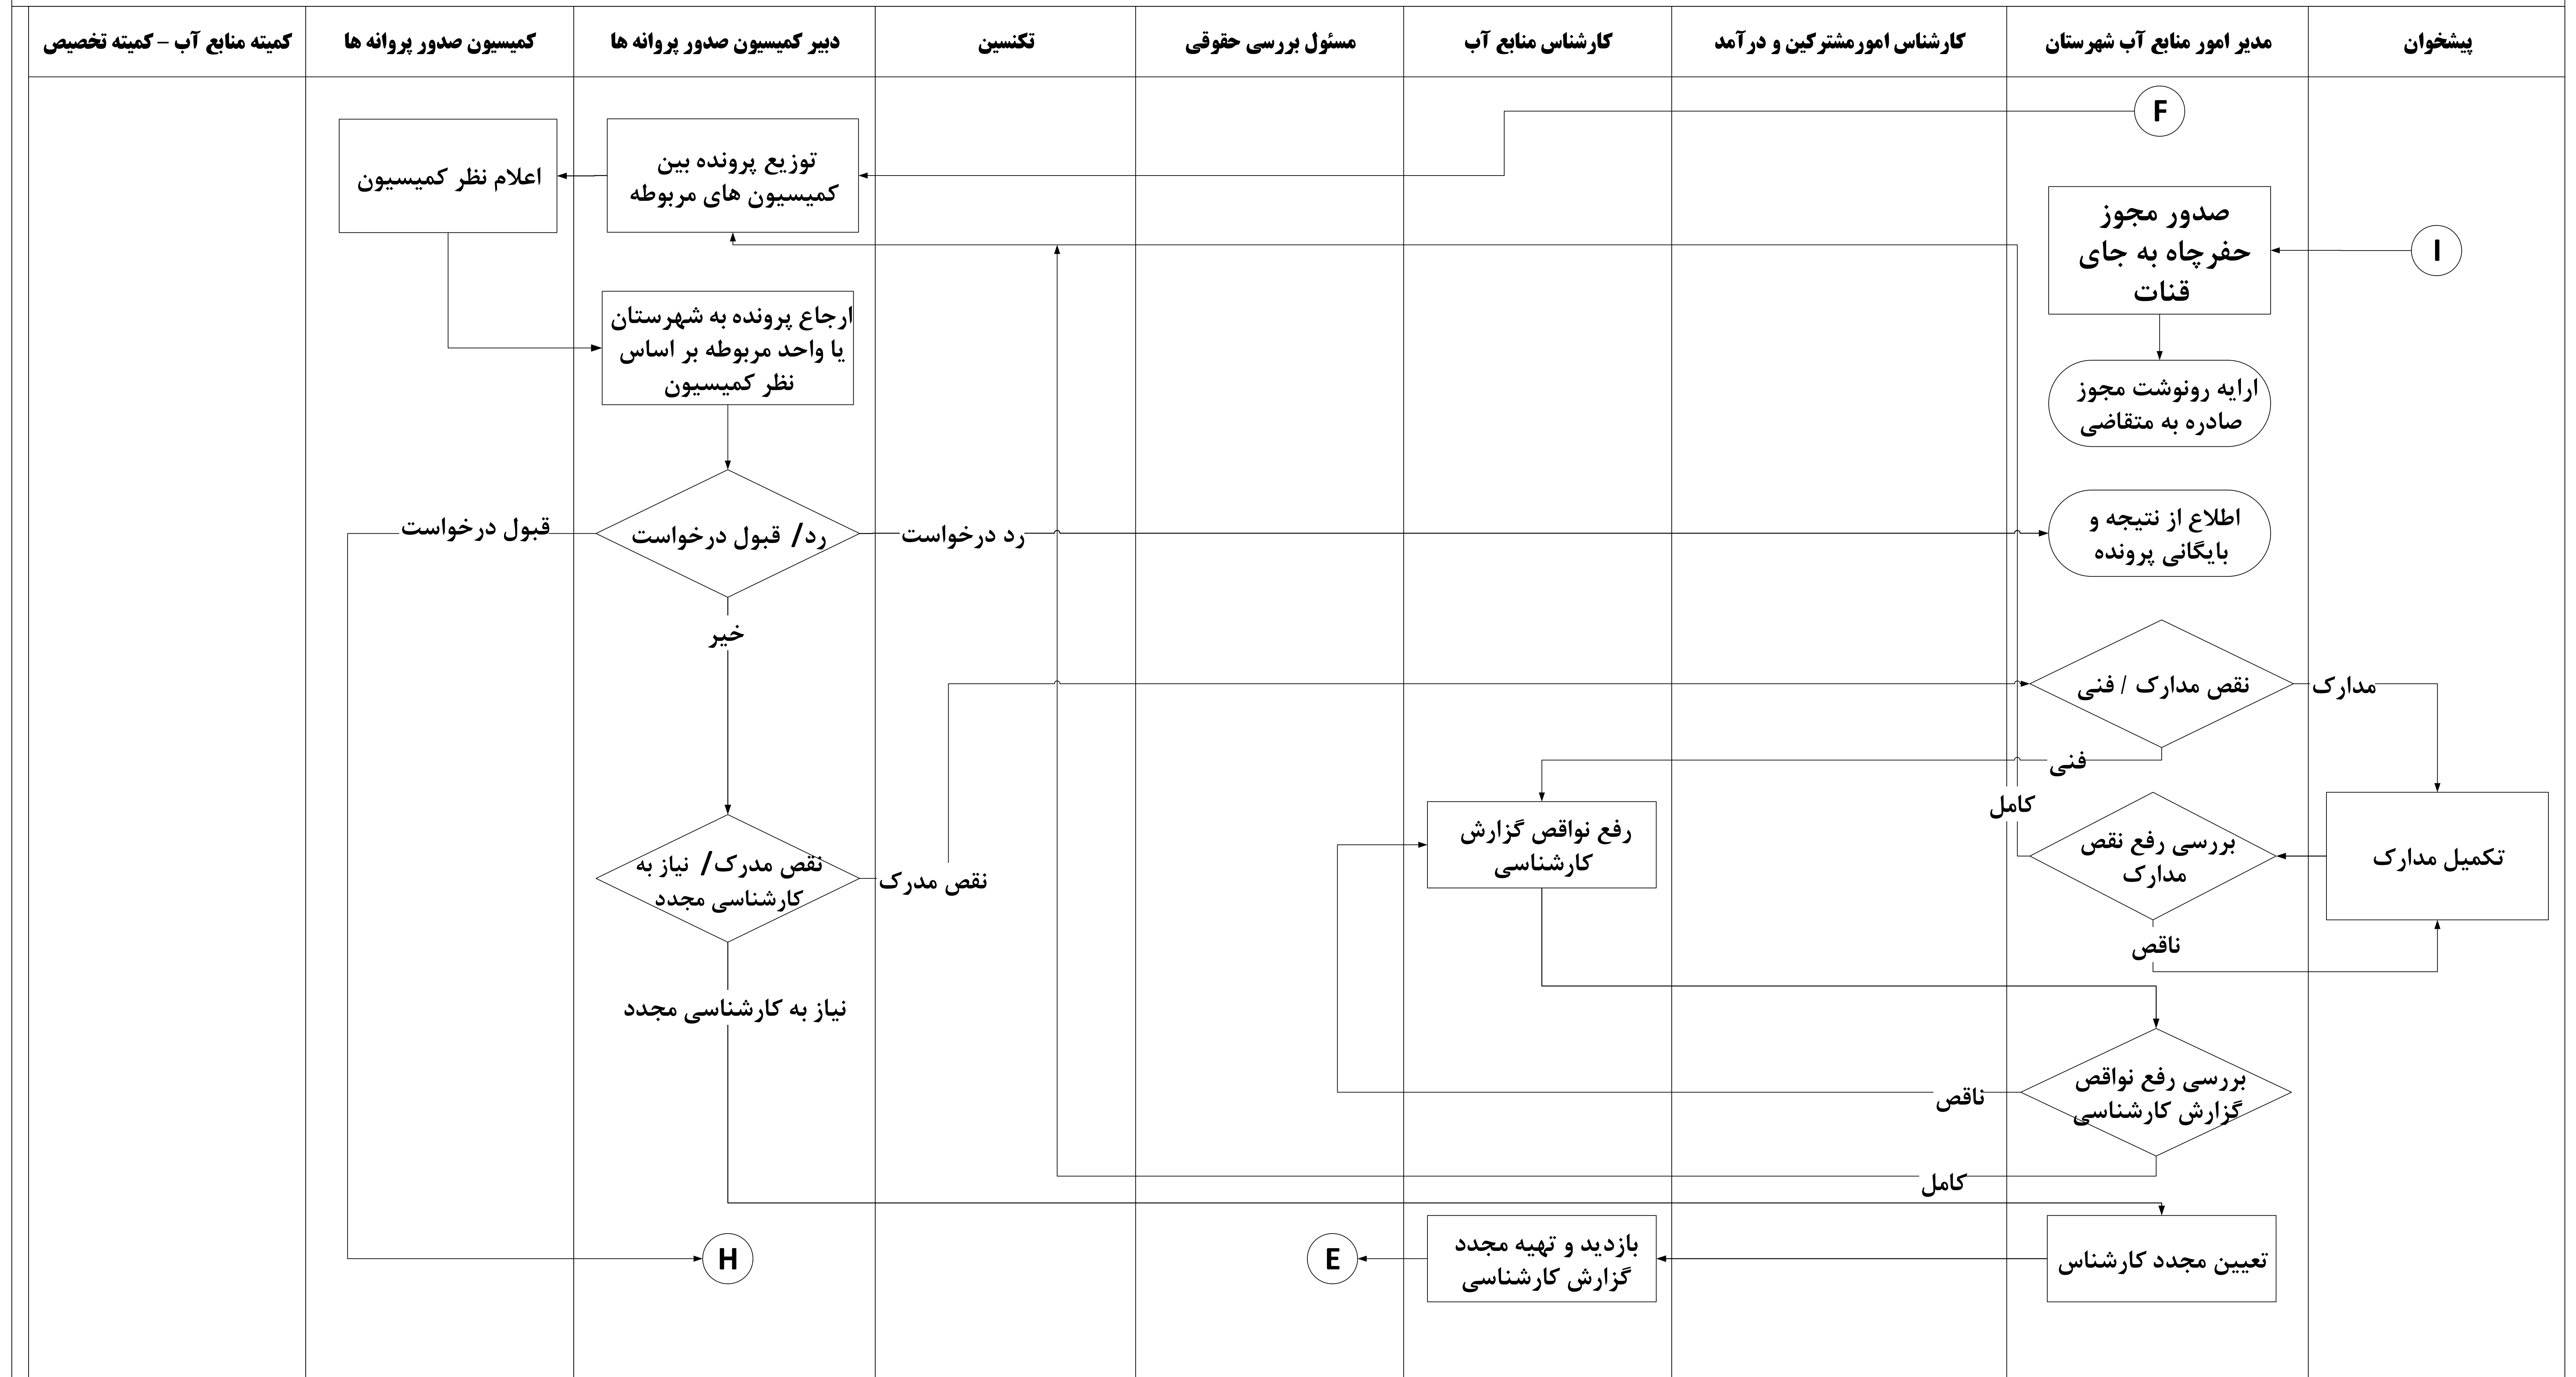 پیشخوان
مدیر امور منابع آب شهرستان
کارشناس امورمشترکین و درآمد
کارشناس منابع آب
مسئول بررسی حقوقی
تکنسین
دبیر کمیسیون صدور پروانه ها
کمیسیون صدور پروانه ها
کمیته منابع آب – کمیته تخصیص
F
توزیع پرونده بین
کمیسیون های مربوطه
اعلام نظر کمیسیون
صدور مجوز
حفرچاه به جای
قنات
I
ارجاع پرونده به شهرستان
یا واحد مربوطه بر اساس
نظر کمیسیون
ارایه رونوشت مجوز
صادره به متقاضی
رد/ قبول درخواست
قبول درخواست
رد درخواست
اطلاع از نتیجه و
بایگانی پرونده
خیر
نقص مدارک / فنی
مدارک
فنی
کامل
رفع نواقص گزارش
کارشناسی
بررسی رفع نقص
مدارک
تکمیل مدارک
نقص مدرک/ نیاز به
کارشناسی مجدد
نقص مدرک
ناقص
نیاز به کارشناسی مجدد
بررسی رفع نواقص
گزارش کارشناسی
ناقص
کامل
تعیین مجدد کارشناس
بازدید و تهیه مجدد
گزارش کارشناسی
E
H